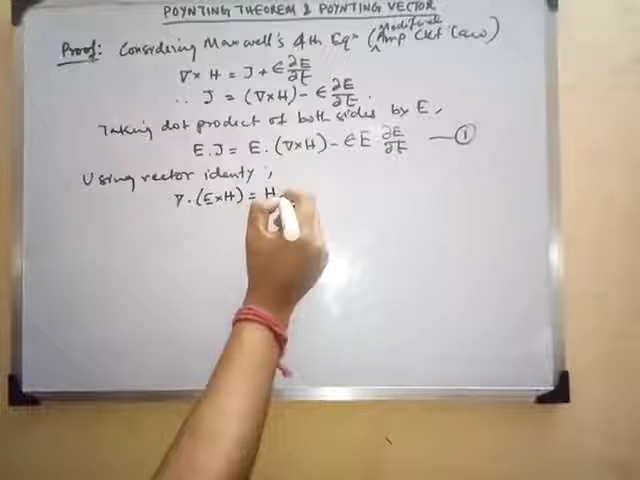 POYNTING THEOREM & POYNTING VECTOR
Proof: Considering Maxwell's 4th Eqn (Modified Amp Ckt Law)
∇ × H = J + ϵ ∂E/∂t
∴ J = (∇×H) - ϵ ∂E/∂t.
Taking dot product of both sides by E,
E.J = E.(∇×H) - ϵE.∂E/∂t —①
Using vector identy;
∇.(E×H) = H